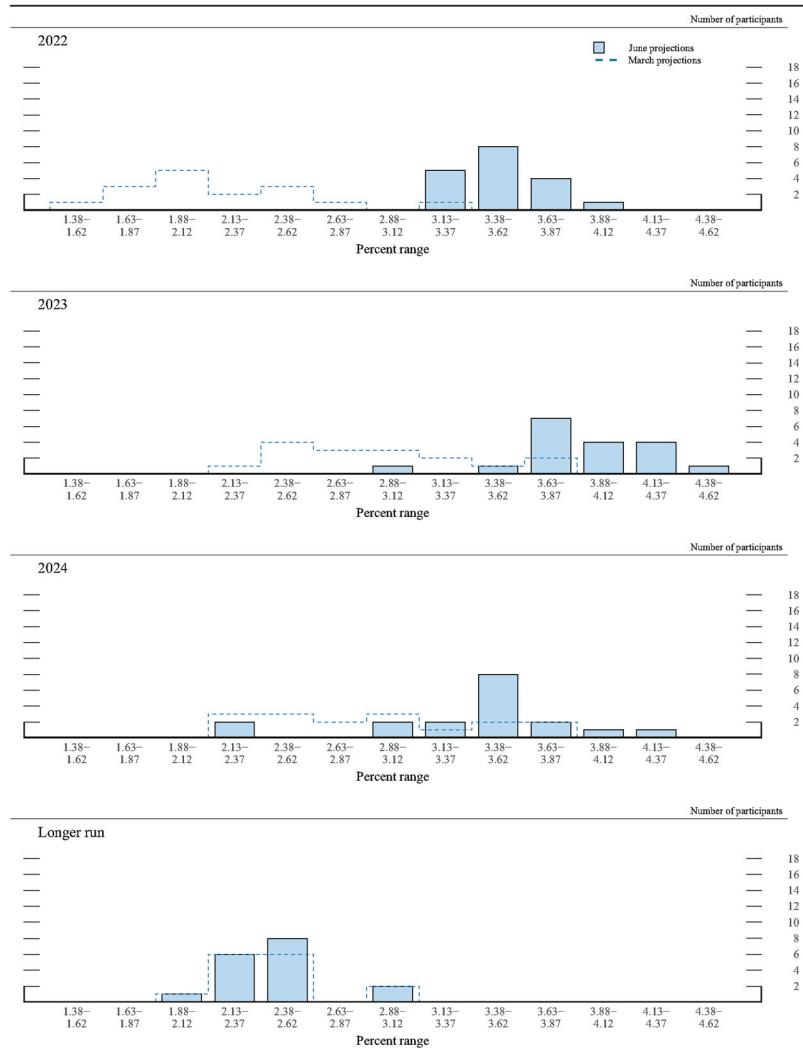 Number of participants
2022
June projections
March projections
18
16
14
12
10
8
6
4
2
1.38– 1.63– 1.88– 2.13– 2.38– 2.63– 2.88– 3.13– 3.38– 3.63– 3.88– 4.13– 4.38–
1.62 1.87 2.12 2.37 2.62 2.87 3.12 3.37 3.62 3.87 4.12 4.37 4.62
Percent range
Number of participants
2023
18
16
14
12
10
8
6
4
2
1.38– 1.63– 1.88– 2.13– 2.38– 2.63– 2.88– 3.13– 3.38– 3.63– 3.88– 4.13– 4.38–
1.62 1.87 2.12 2.37 2.62 2.87 3.12 3.37 3.62 3.87 4.12 4.37 4.62
Percent range
Number of participants
2024
18
16
14
12
10
8
6
4
2
1.38– 1.63– 1.88– 2.13– 2.38– 2.63– 2.88– 3.13– 3.38– 3.63– 3.88– 4.13– 4.38–
1.62 1.87 2.12 2.37 2.62 2.87 3.12 3.37 3.62 3.87 4.12 4.37 4.62
Percent range
Number of participants
Longer run
18
16
14
12
10
8
6
4
2
1.38– 1.63– 1.88– 2.13– 2.38– 2.63– 2.88– 3.13– 3.38– 3.63– 3.88– 4.13– 4.38–
1.62 1.87 2.12 2.37 2.62 2.87 3.12 3.37 3.62 3.87 4.12 4.37 4.62
Percent range